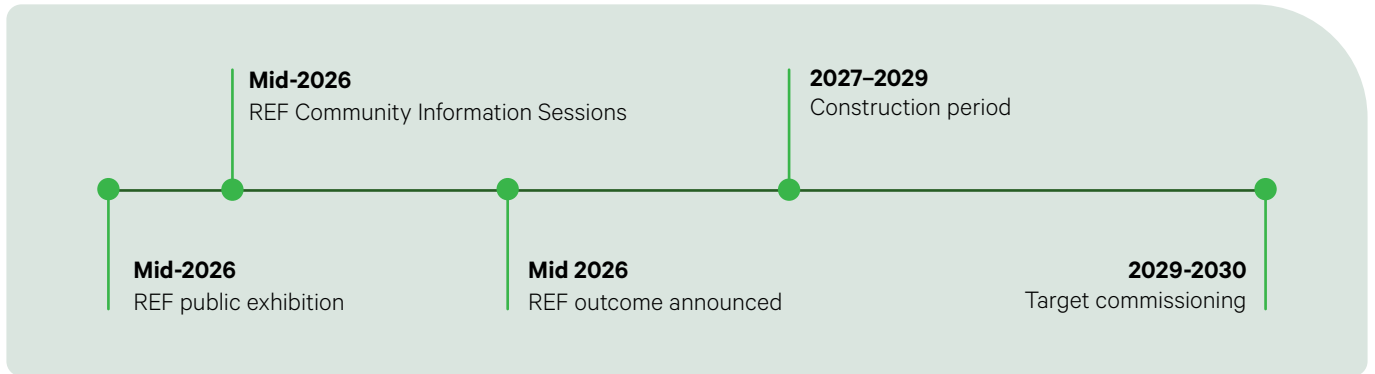 Mid-2026
REF public exhibition
Mid-2026
REF Community Information Sessions
Mid 2026
REF outcome announced
2027–2029
Construction period
2029-2030
Target commissioning